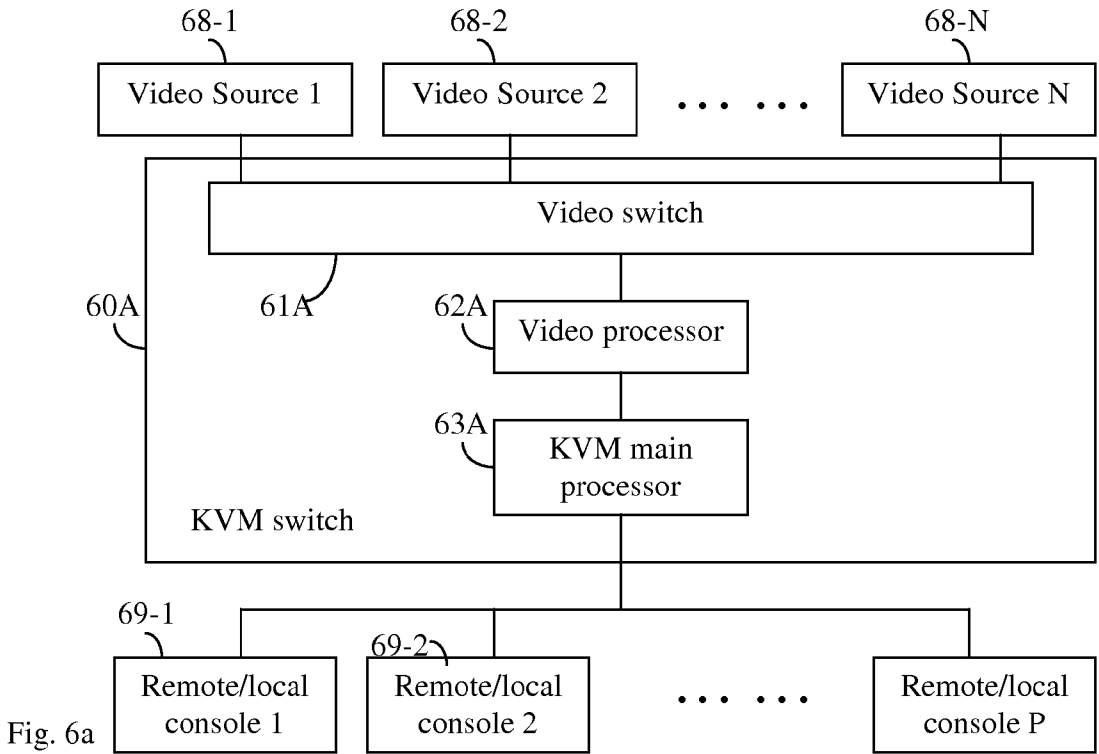 68-1
68-2
68-N
Video Source 1
Video Source 2
... ...
Video Source N
Video switch
60A
61A
62A
Video processor
63A
KVM main
processor
KVM switch
69-1
69-2
Remote/local
console 1
Remote/local
console 2
... ...
Remote/local
console P
Fig. 6a